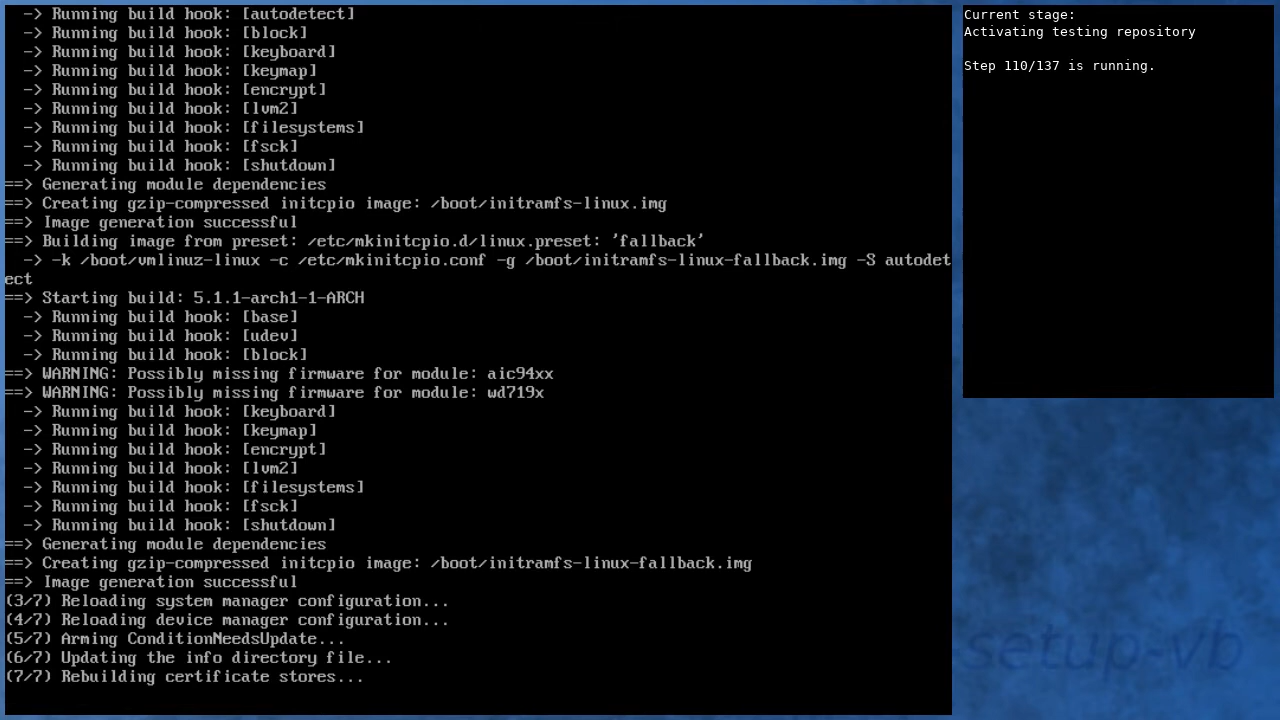 -> Running build hook: [autodetect]
-> Running build hook: [block]
-> Running build hook: [keyboard]
-> Running build hook: [keymap]
-> Running build hook: [encrypt]
-> Running build hook: [lvm2]
-> Running build hook: [filesystems]
-> Running build hook: [fsck]
-> Running build hook: [shutdown]
==> Generating module dependencies
==> Creating gzip-compressed initcpio image: /boot/initramfs-linux.img
==> Image generation successful
==> Building image from preset: /etc/mkinitcpio.d/linux.preset: 'fallback'
-> -k /boot/vmlinuz-linux -c /etc/mkinitcpio.conf -g /boot/initramfs-linux-fallback.img -S autodet
ect
==> Starting build: 5.1.1-arch1-1-ARCH
-> Running build hook: [base]
-> Running build hook: [udev]
-> Running build hook: [block]
==> WARNING: Possibly missing firmware for module: aic94xx
==> WARNING: Possibly missing firmware for module: wd719x
-> Running build hook: [keyboard]
-> Running build hook: [keymap]
-> Running build hook: [encrypt]
-> Running build hook: [lvm2]
-> Running build hook: [filesystems]
-> Running build hook: [fsck]
-> Running build hook: [shutdown]
==> Generating module dependencies
==> Creating gzip-compressed initcpio image: /boot/initramfs-linux-fallback.img
==> Image generation successful
(3/7) Reloading system manager configuration...
(4/7) Reloading device manager configuration...
(5/7) Arming ConditionNeedsUpdate...
(6/7) Updating the info directory file...
(7/7) Rebuilding certificate stores...
Current stage:
Activating testing repository
Step 110/137 is running.
setup-vb